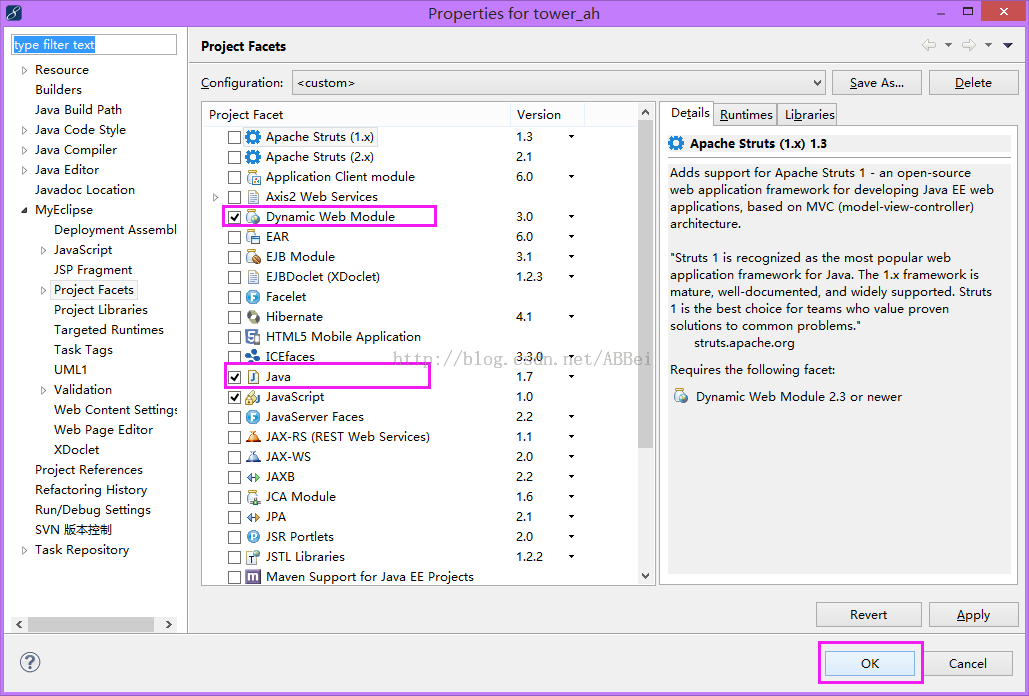 Properties for tower_ah
type filter text
Resource
Builders
Java Build Path
Java Code Style
Java Compiler
Java Editor
Javadoc Location
MyEclipse
Deployment Assembl
JavaScript
JSP Fragment
Project Facets
Project Libraries
Targeted Runtimes
Task Tags
UML1
Validation
Web Content Settings
Web Page Editor
XDoclet
Project References
Refactoring History
Run/Debug Settings
SVN 版本控制
Task Repository
Project Facets
Configuration: <custom> Save As... Delete
Project Facet Version
Apache Struts (1.x) 1.3
Apache Struts (2.x) 2.1
Application Client module 6.0
Axis2 Web Services
Dynamic Web Module 3.0
EAR 6.0
EJB Module 3.1
EJBDoclet (XDoclet) 1.2.3
Facelet
Hibernate 4.1
HTML5 Mobile Application
ICEfaces 3.3.0
Java 1.7
JavaScript 1.0
JavaServer Faces 2.2
JAX-RS (REST Web Services) 1.1
JAX-WS 2.0
JAXB 2.2
JCA Module 1.6
JPA 2.1
JSR Portlets 2.0
JSTL Libraries 1.2.2
Maven Support for Java EE Projects
Details Runtimes Libraries
Apache Struts (1.x) 1.3
Adds support for Apache Struts 1 - an open-source
web application framework for developing Java EE web
applications, based on MVC (model-view-controller)
architecture.
"Struts 1 is recognized as the most popular web
application framework for Java. The 1.x framework is
mature, well-documented, and widely supported. Struts
1 is the best choice for teams who value proven
solutions to common problems."
struts.apache.org
Requires the following facet:
Dynamic Web Module 2.3 or newer
http://blog.csdn.net/ABBei
Revert Apply
OK Cancel